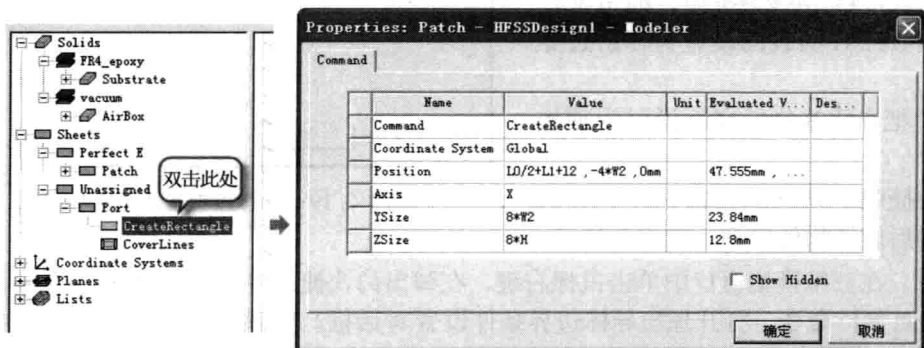 Solids
FR4_epoxy
Substrate
vacuum
AirBox
Sheets
Perfect E
Patch
Unassigned
Port
CreateRectangle
CoverLines
Coordinate Systems
Planes
Lists
双击此处
Properties: Patch - HFSSDesign1 - Modeler
Command
Name Value Unit Evaluated V... Des...
Command CreateRectangle
Coordinate System Global
Position L0/2+L1+l2 ,-4*W2 ,0mm 47.555mm , ...
Axis X
YSize 8*W2 23.84mm
ZSize 8*H 12.8mm
Show Hidden
确定 取消